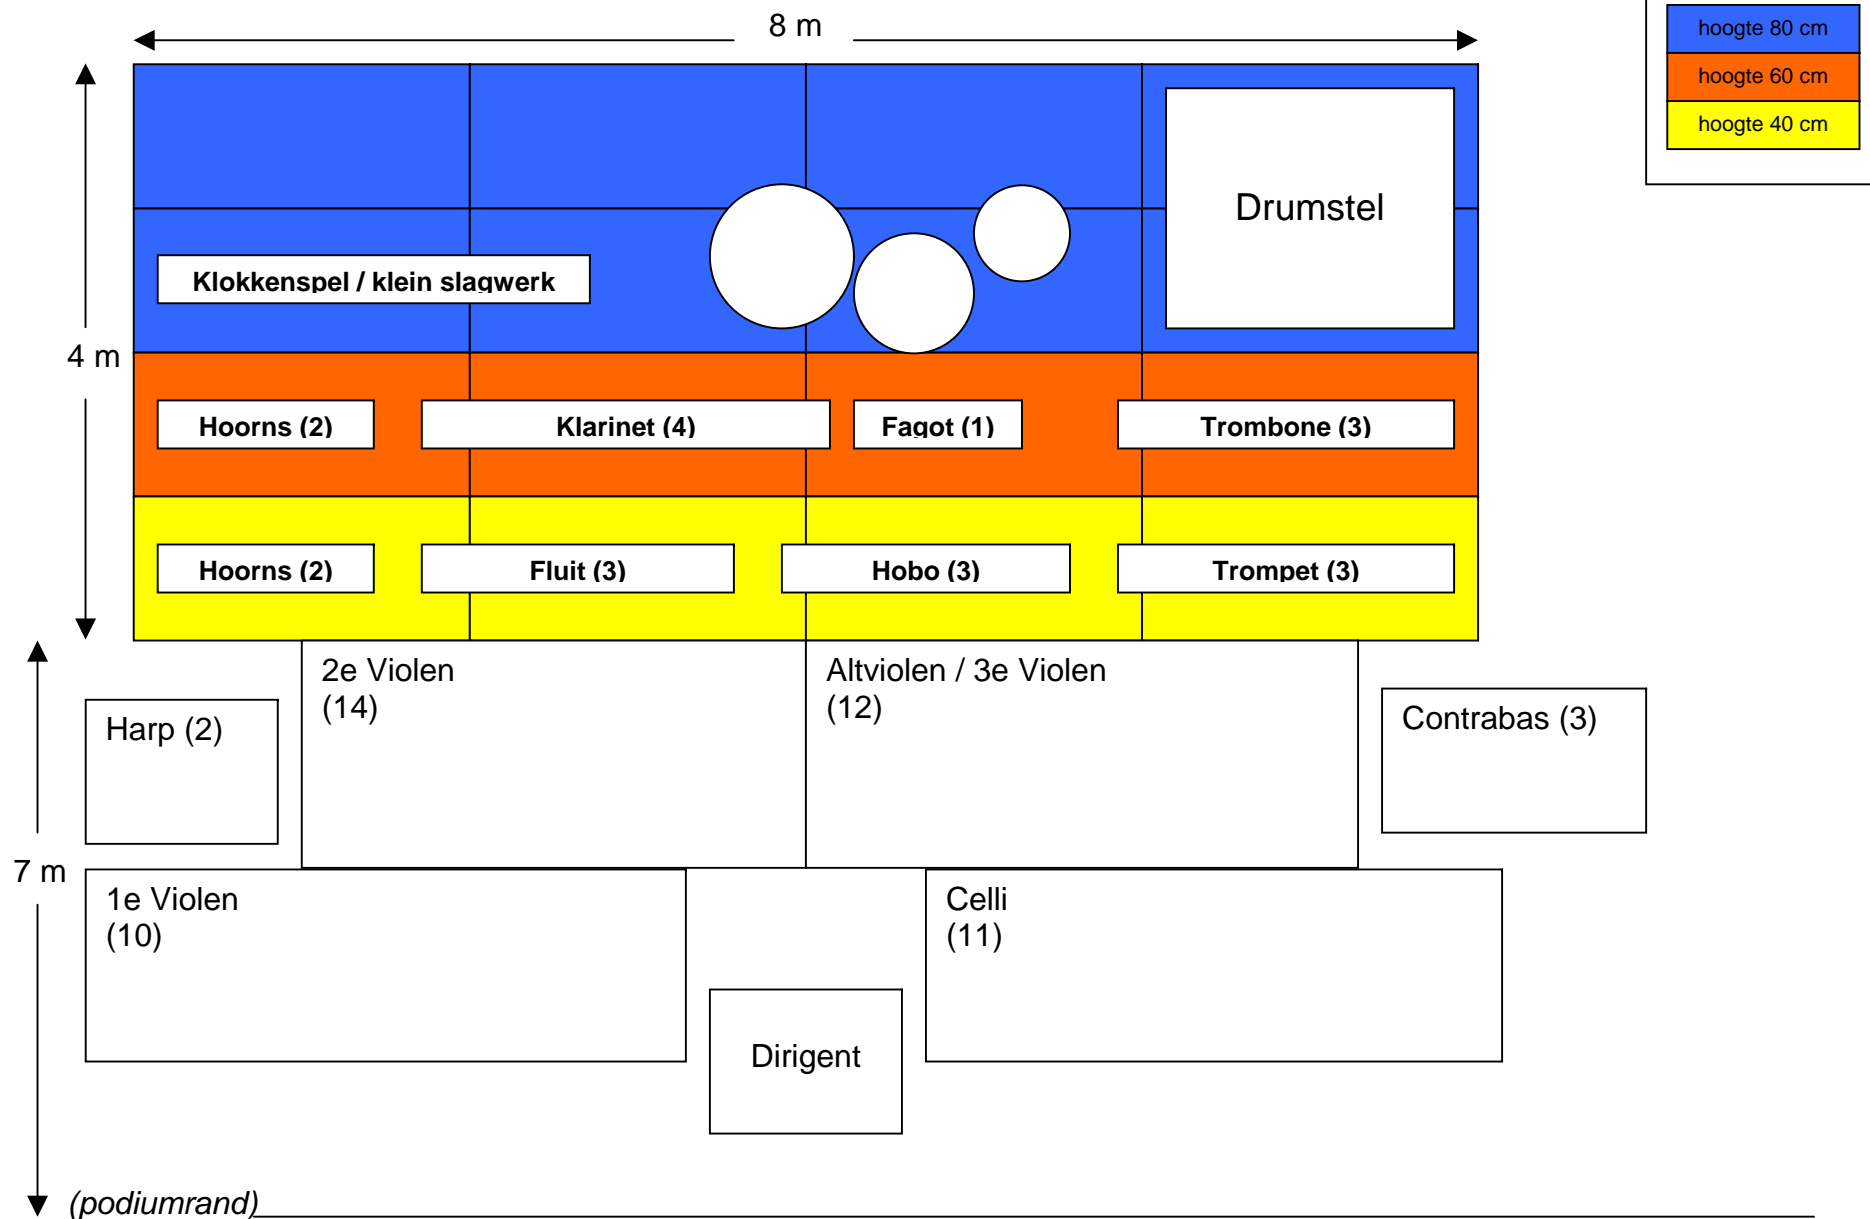 8 m
hoogte 80 cm
hoogte 60 cm
hoogte 40 cm
Drumstel
Klokkenspel / klein slagwerk
4 m
Hoorns (2)
Klarinet (4)
Fagot (1)
Trombone (3)
Hoorns (2)
Fluit (3)
Hobo (3)
Trompet (3)
2e Violen
(14)
Altviolen / 3e Violen
(12)
Harp (2)
Contrabas (3)
7 m
1e Violen
(10)
Celli
(11)
Dirigent
(podiumrand)